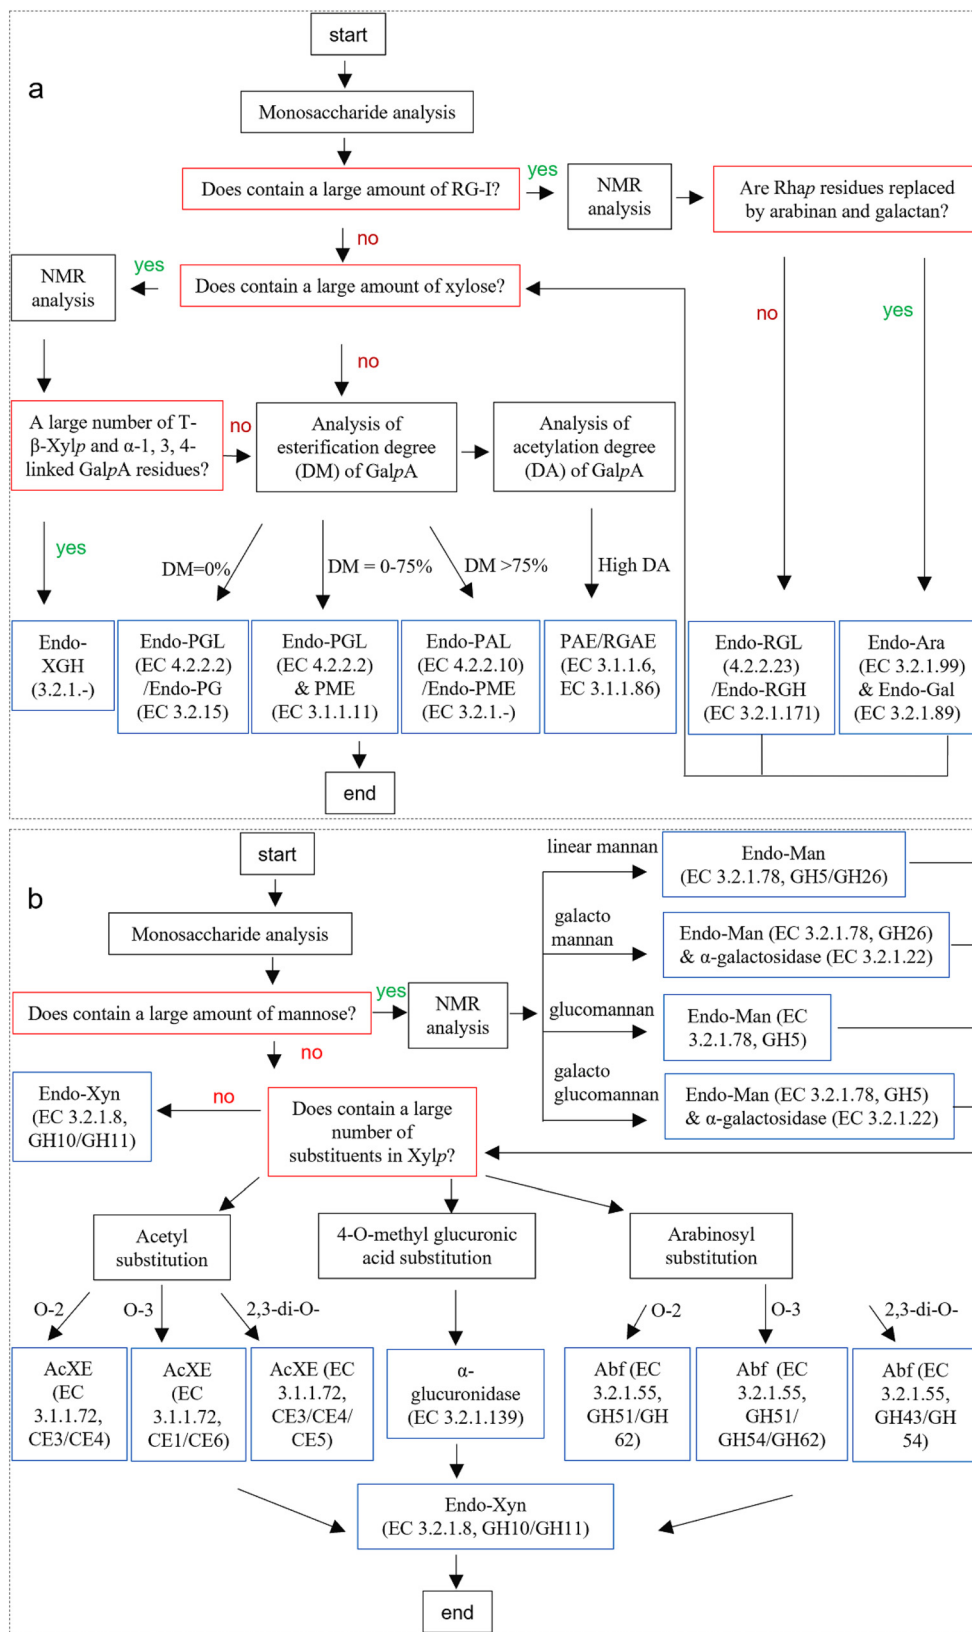 a
start
Monosaccharide analysis
Does contain a large amount of RG-I?
yes
NMR
analysis
Are Rhap residues replaced
by arabinan and galactan?
no
yes
NMR
analysis
yes
Does contain a large amount of xylose?
no
no
yes
A large number of T-
β-Xylp and α-1, 3, 4-
linked GalpA residues?
no
Analysis of
esterification degree
(DM) of GalpA
Analysis of
acetylation degree
(DA) of GalpA
yes
DM=0%
DM = 0-75%
DM >75%
High DA
Endo-
XGH
(3.2.1.-)
Endo-PGL
(EC 4.2.2.2)
/Endo-PG
(EC 3.2.15)
Endo-PGL
(EC 4.2.2.2)
& PME
(EC 3.1.1.11)
Endo-PAL
(EC 4.2.2.10)
/Endo-PME
(EC 3.2.1.-)
PAE/RGAE
(EC 3.1.1.6,
EC 3.1.1.86)
Endo-RGL
(4.2.2.23)
/Endo-RGH
(EC 3.2.1.171)
Endo-Ara
(EC 3.2.1.99)
& Endo-Gal
(EC 3.2.1.89)
end
b
start
Monosaccharide analysis
Does contain a large amount of mannose?
yes
NMR
analysis
linear mannan
Endo-Man
(EC 3.2.1.78, GH5/GH26)
galacto
mannan
Endo-Man (EC 3.2.1.78, GH26)
& α-galactosidase (EC 3.2.1.22)
glucomannan
Endo-Man (EC
3.2.1.78, GH5)
galacto
glucomannan
Endo-Man (EC 3.2.1.78, GH5)
& α-galactosidase (EC 3.2.1.22)
no
Endo-Xyn
(EC 3.2.1.8,
GH10/GH11)
no
Does contain a large
number of
substituents in Xylp?
Acetyl
substitution
4-O-methyl glucuronic
acid substitution
Arabinosyl
substitution
O-2
O-3
2,3-di-O-
O-2
O-3
2,3-di-O-
AcXE
(EC
3.1.1.72,
CE3/CE4)
AcXE
(EC
3.1.1.72,
CE1/CE6)
AcXE (EC
3.1.1.72,
CE3/CE4/
CE5)
α-
glucuronidase
(EC 3.2.1.139)
Abf (EC
3.2.1.55,
GH51/GH
62)
Abf (EC
3.2.1.55,
GH51/
GH54/GH62)
Abf (EC
3.2.1.55,
GH43/GH
54)
Endo-Xyn
(EC 3.2.1.8, GH10/GH11)
end